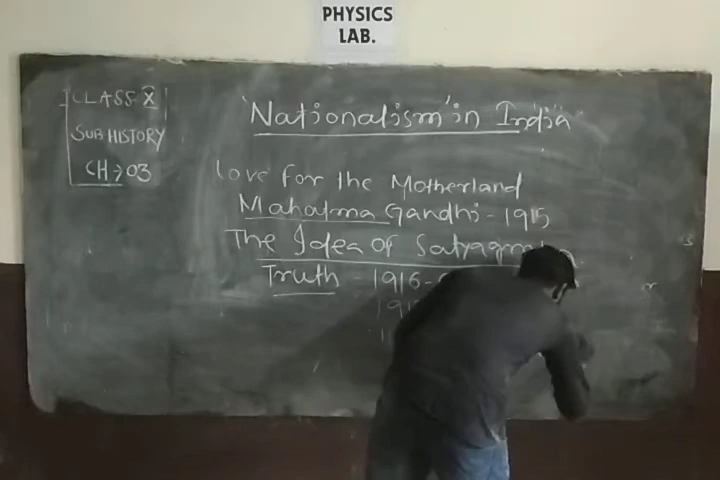 PHYSICS
LAB.
CLASS X
SUB HISTORY
CH → 03
"Nationalism" in "India"
Love for the Motherland
Mahatma Gandhi - 1915
The Idea of
Truth - 1916-